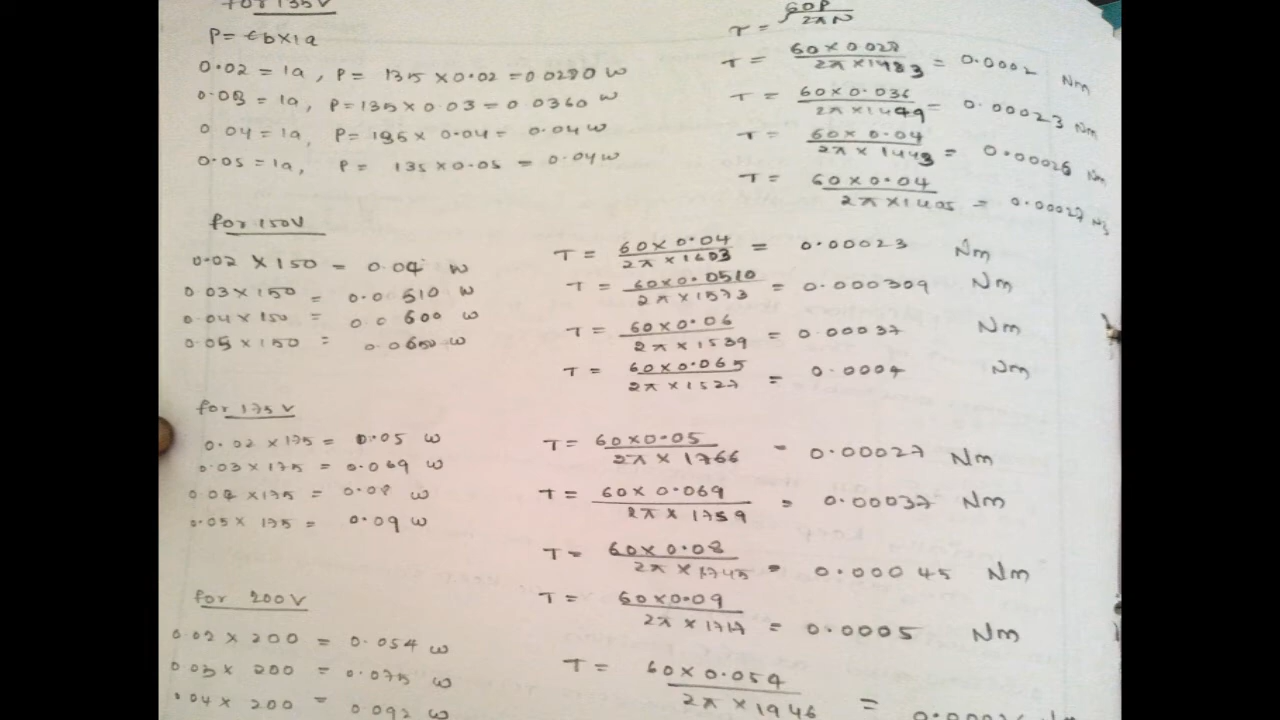 for 135V
P = Eb×Ia
0.02 = Ia, P = 135 × 0.02 = 0.0280 W
0.03 = Ia, P = 135 × 0.03 = 0.0360 W
0.04 = Ia, P = 135 × 0.04 = 0.04 W
0.05 = Ia, P = 135 × 0.05 = 0.04 W
T = 60P / 2πN
T = 60 × 0.028 / 2π × 1483 = 0.0002 Nm
T = 60 × 0.036 / 2π × 1449 = 0.00023 Nm
T = 60 × 0.04 / 2π × 1443 = 0.00026 Nm
T = 60 × 0.04 / 2π × 1405 = 0.00027
for 150V
0.02 × 150 = 0.04 W
0.03 × 150 = 0.0510 W
0.04 × 150 = 0.0600 W
0.05 × 150 = 0.0650 W
T = 60 × 0.04 / 2π × 1603 = 0.00023 Nm
T = 60 × 0.0510 / 2π × 1573 = 0.000309 Nm
T = 60 × 0.06 / 2π × 1539 = 0.00037 Nm
T = 60 × 0.065 / 2π × 1527 = 0.0004 Nm
for 175V
0.02 × 175 = 0.05 W
0.03 × 175 = 0.069 W
0.04 × 175 = 0.08 W
0.05 × 175 = 0.09 W
T = 60 × 0.05 / 2π × 1766 = 0.00027 Nm
T = 60 × 0.069 / 2π × 1759 = 0.00037 Nm
T = 60 × 0.08 / 2π × 1745 = 0.00045 Nm
T = 60 × 0.09 / 2π × 1717 = 0.0005 Nm
for 200V
0.02 × 200 = 0.054 W
0.03 × 200 = 0.075 W
0.04 × 200 = 0.092 W
T = 60 × 0.054 / 2π × 1946 =